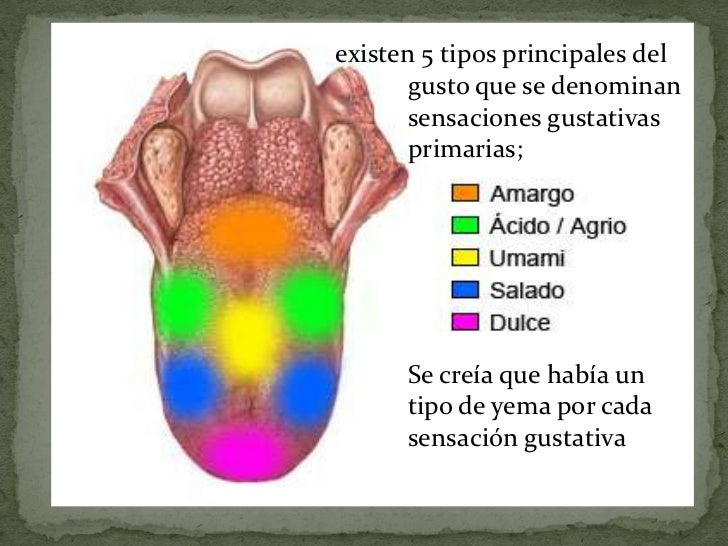 existen 5 tipos principales del
gusto que se denominan
sensaciones gustativas
primarias;
Amargo
Ácido / Agrio
Umami
Salado
Dulce
Se creía que había un
tipo de yema por cada
sensación gustativa